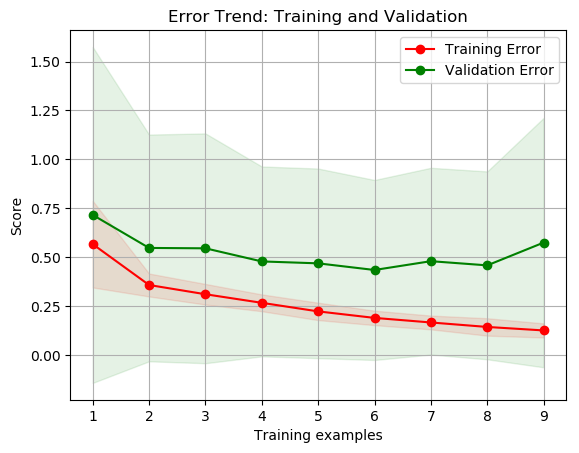 Error Trend: Training and Validation
Training Error
Validation Error
1.50
1.25
1.00
0.75
0.50
0.25
0.00
Score
1 2 3 4 5 6 7 8 9
Training examples